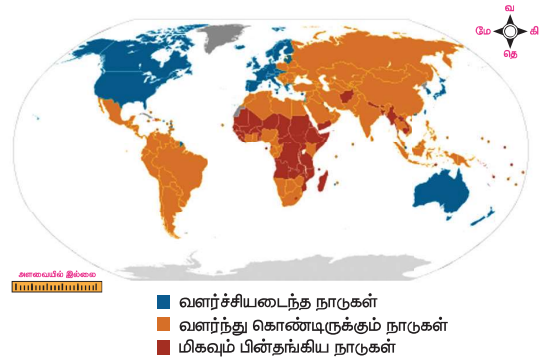 வ
மே
கி
தெ
அளவையில் இல்லை
வளர்ச்சியடைந்த நாடுகள்
வளர்ந்து கொண்டிருக்கும் நாடுகள்
மிகவும் பின்தங்கிய நாடுகள்